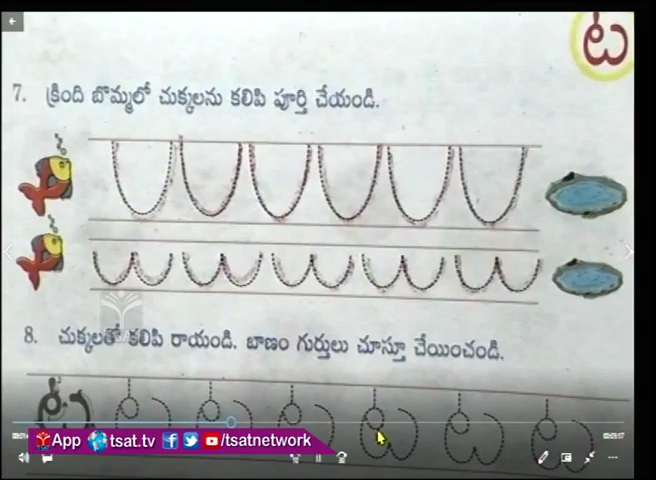 ట
7. క్రింది బొమ్మలో చుక్కలను కలిపి పూర్తి చేయండి.
8. చుక్కలతో కలిపి రాయండి. బాణం గుర్తులు చూస్తూ చేయించండి.
ట ట ట ట ట ట ట
App tsat.tv /tsatnetwork